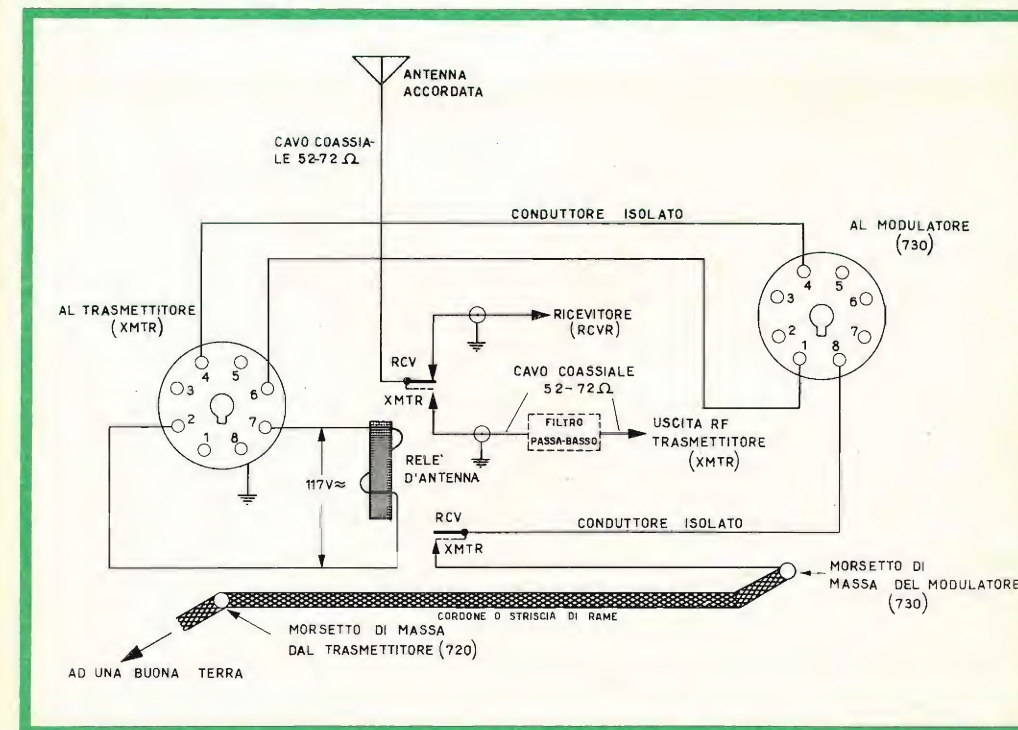 ANTENNA
ACCORDATA
CAVO COASSIA-
LE 52-72 Ω
CONDUTTORE ISOLATO
AL MODULATORE
(730)
AL TRASMETTITORE
(XMTR)
4
5
3
6
2
7
1
8
4
5
3
6
2
7
1
8
RICEVITORE
(RCVR)
RCV
XMTR
CAVO COASSIALE
52-72Ω
FILTRO
PASSA-BASSO
USCITA RF
TRASMETTITORE
(XMTR)
117V≈
RELE'
D'ANTENNA
RCV
XMTR
CONDUTTORE ISOLATO
MORSETTO DI
MASSA DEL MODULATORE
(730)
CORDONE O STRISCIA DI RAME
MORSETTO DI MASSA
DAL TRASMETTITORE (720)
AD UNA BUONA TERRA